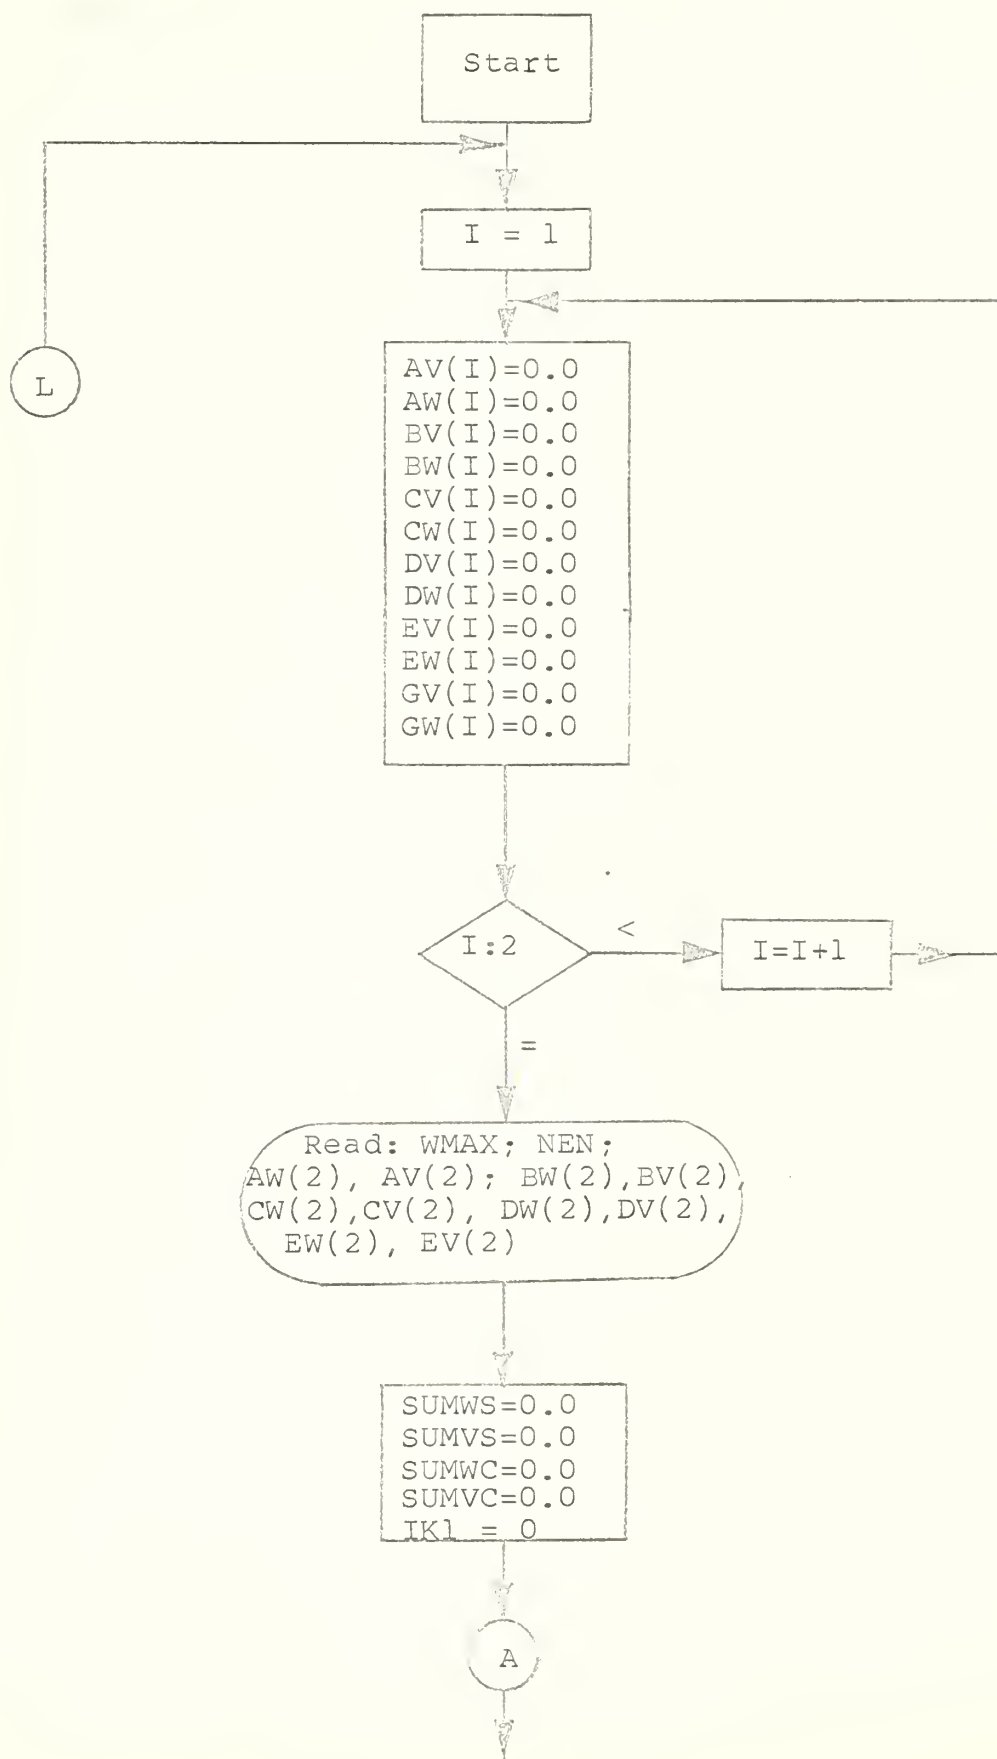 Start
I = 1
L
AV(I)=0.0
AW(I)=0.0
BV(I)=0.0
BW(I)=0.0
CV(I)=0.0
CW(I)=0.0
DV(I)=0.0
DW(I)=0.0
EV(I)=0.0
EW(I)=0.0
GV(I)=0.0
GW(I)=0.0
I:2
<
I=I+1
=
Read: WMAX; NEN;
AW(2), AV(2); BW(2),BV(2),
CW(2),CV(2), DW(2),DV(2),
EW(2), EV(2)
SUMWS=0.0
SUMVS=0.0
SUMWC=0.0
SUMVC=0.0
IK1 = 0
A